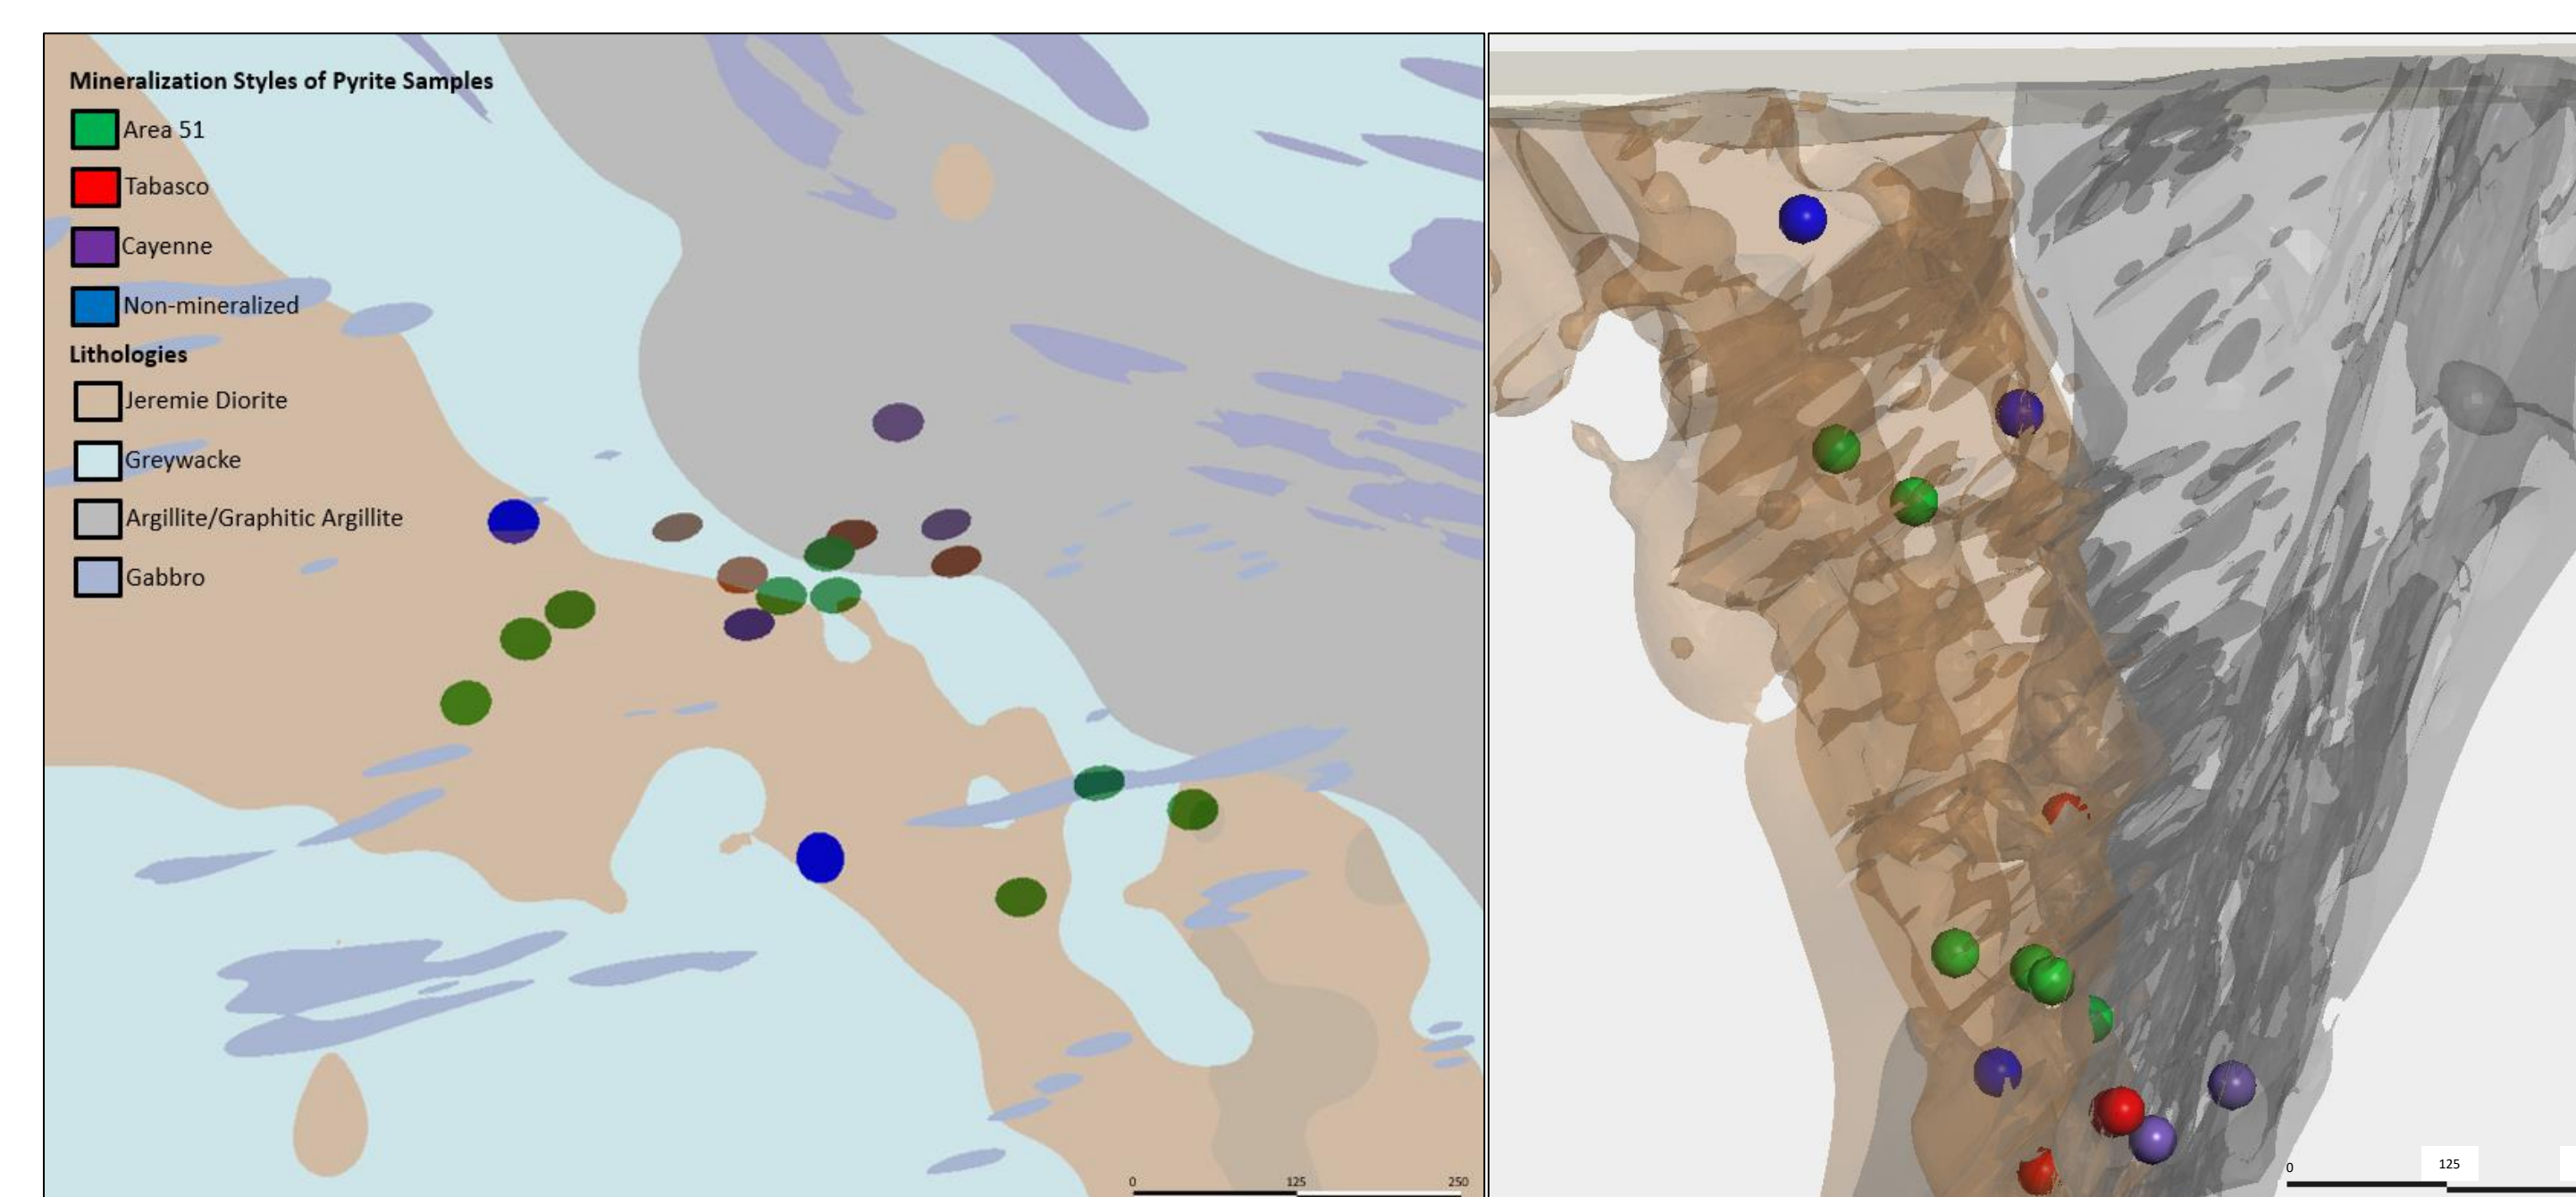 Mineralization Styles of Pyrite Samples
Area 51
Tabasco
Cayenne
Non-mineralized
Lithologies
Jeremie Diorite
Greywacke
Argillite/Graphitic Argillite
Gabbro
0 125 250
0 125